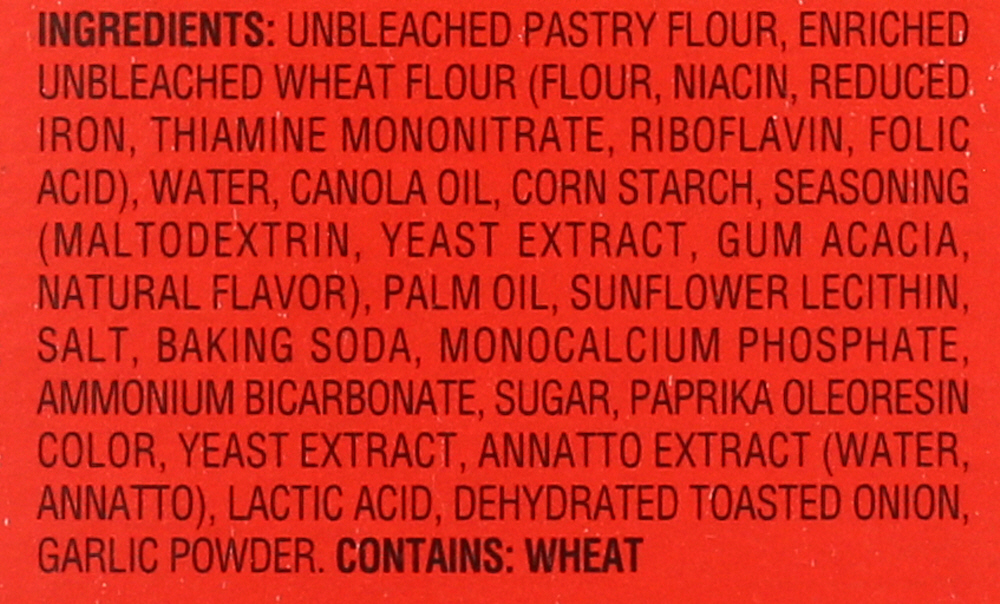 INGREDIENTS: UNBLEACHED PASTRY FLOUR, ENRICHED
UNBLEACHED WHEAT FLOUR (FLOUR, NIACIN, REDUCED
IRON, THIAMINE MONONITRATE, RIBOFLAVIN, FOLIC
ACID), WATER, CANOLA OIL, CORN STARCH, SEASONING
(MALTODEXTRIN, YEAST EXTRACT, GUM ACACIA,
NATURAL FLAVOR), PALM OIL, SUNFLOWER LECITHIN,
SALT, BAKING SODA, MONOCALCIUM PHOSPHATE,
AMMONIUM BICARBONATE, SUGAR, PAPRIKA OLEORESIN
COLOR, YEAST EXTRACT, ANNATTO EXTRACT (WATER,
ANNATTO), LACTIC ACID, DEHYDRATED TOASTED ONION,
GARLIC POWDER. CONTAINS: WHEAT